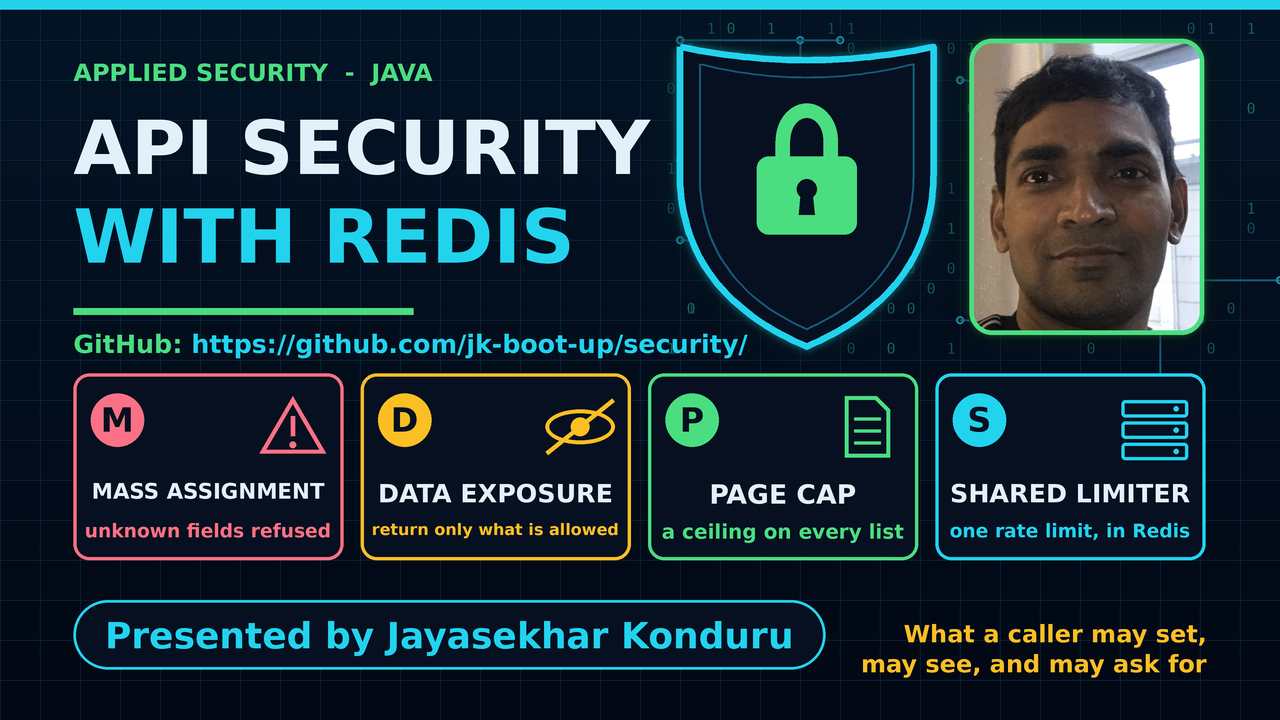 APPLIED SECURITY - JAVA
API SECURITY
WITH REDIS
GitHub: https://github.com/jk-boot-up/security/
M
MASS ASSIGNMENT
unknown fields refused
D
DATA EXPOSURE
return only what is allowed
P
PAGE CAP
a ceiling on every list
S
SHARED LIMITER
one rate limit, in Redis
Presented by Jayasekhar Konduru
What a caller may set,
may see, and may ask for